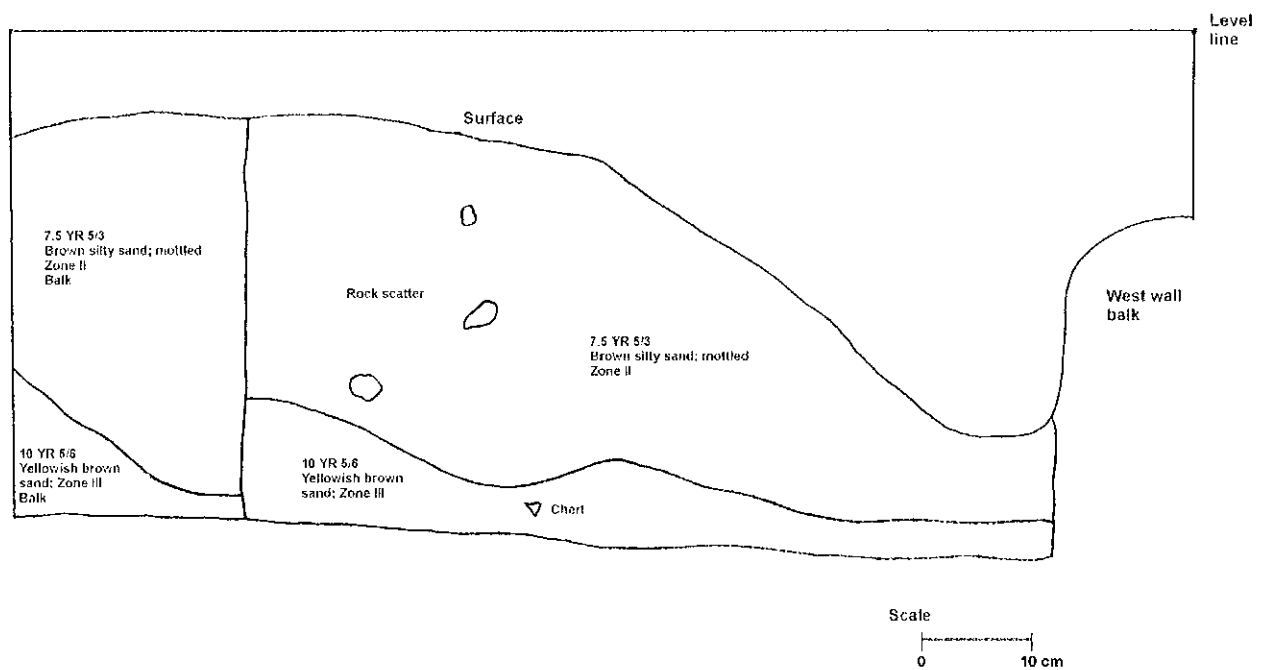 Level
line
Surface
7.5 YR 5/3
Brown silty sand; mottled
Zone II
Balk
Rock scatter
West wall
balk
7.5 YR 5/3
Brown silty sand; mottled
Zone II
10 YR 5/6
Yellowish brown
sand; Zone III
Balk
10 YR 5/6
Yellowish brown
sand; Zone III
Chert
Scale
0 10 cm